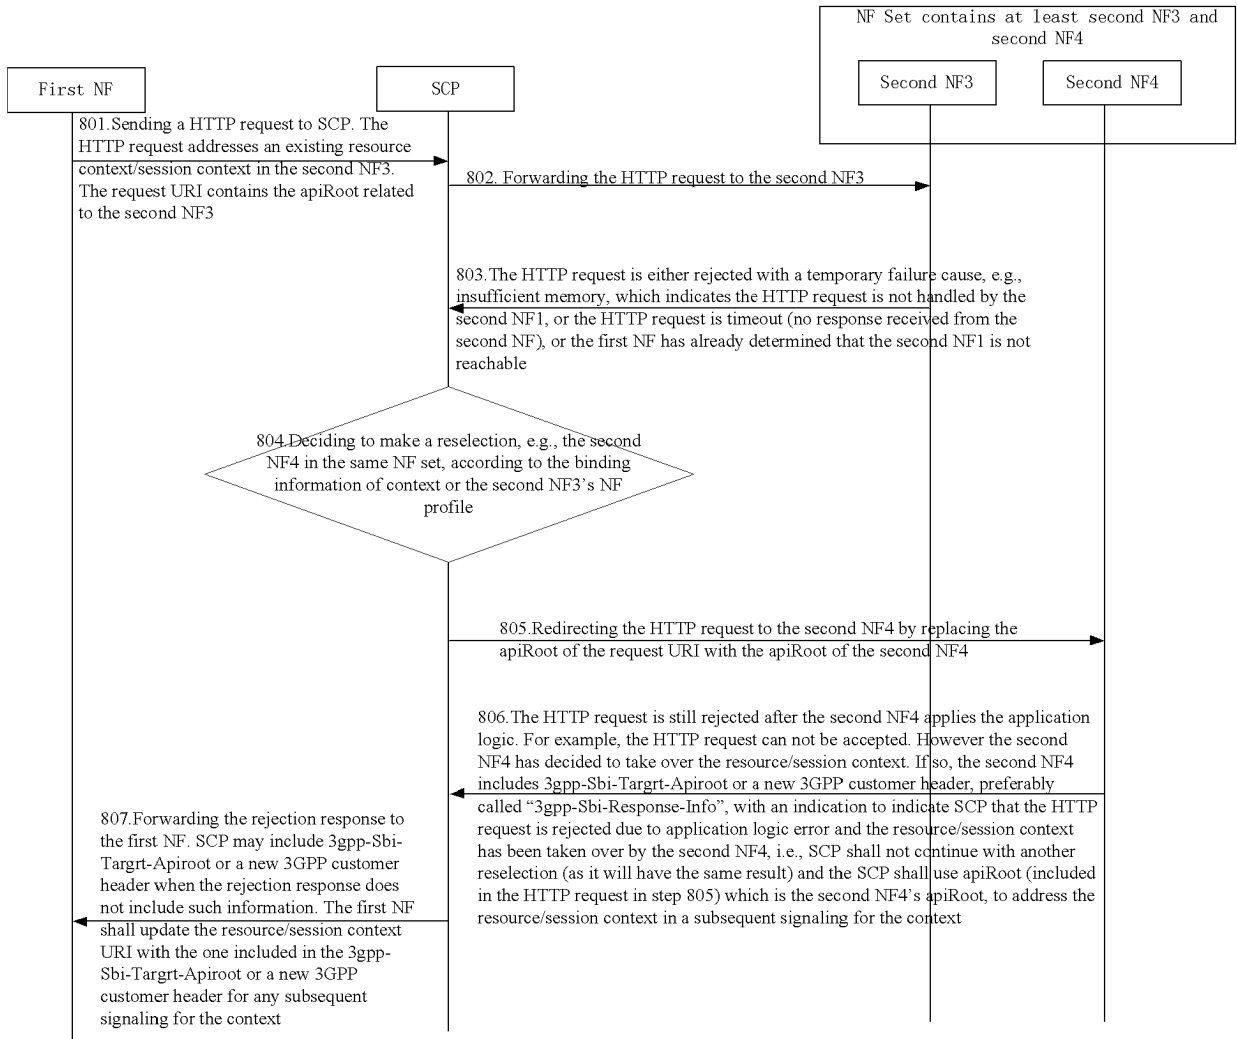 NF Set contains at least second NF3 and
second NF4
First NF
SCP
Second NF3
Second NF4
801.Sending a HTTP request to SCP. The
HTTP request addresses an existing resource
context/session context in the second NF3.
The request URI contains the apiRoot related
to the second NF3
802. Forwarding the HTTP request to the second NF3
803.The HTTP request is either rejected with a temporary failure cause, e.g.,
insufficient memory, which indicates the HTTP request is not handled by the
second NF1, or the HTTP request is timeout (no response received from the
second NF), or the first NF has already determined that the second NF1 is not
reachable
804.Deciding to make a reselection, e.g., the second
NF4 in the same NF set, according to the binding
information of context or the second NF3's NF
profile
805.Redirecting the HTTP request to the second NF4 by replacing the
apiRoot of the request URI with the apiRoot of the second NF4
806.The HTTP request is still rejected after the second NF4 applies the application
logic. For example, the HTTP request can not be accepted. However the second
NF4 has decided to take over the resource/session context. If so, the second NF4
includes 3gpp-Sbi-Targrt-Apiroot or a new 3GPP customer header, preferably
called “3gpp-Sbi-Response-Info”, with an indication to indicate SCP that the HTTP
request is rejected due to application logic error and the resource/session context
has been taken over by the second NF4, i.e., SCP shall not continue with another
reselection (as it will have the same result) and the SCP shall use apiRoot (included
in the HTTP request in step 805) which is the second NF4's apiRoot, to address the
resource/session context in a subsequent signaling for the context
807.Forwarding the rejection response to
the first NF. SCP may include 3gpp-Sbi-
Targrt-Apiroot or a new 3GPP customer
header when the rejection response does
not include such information. The first NF
shall update the resource/session context
URI with the one included in the 3gpp-
Sbi-Targrt-Apiroot or a new 3GPP
customer header for any subsequent
signaling for the context